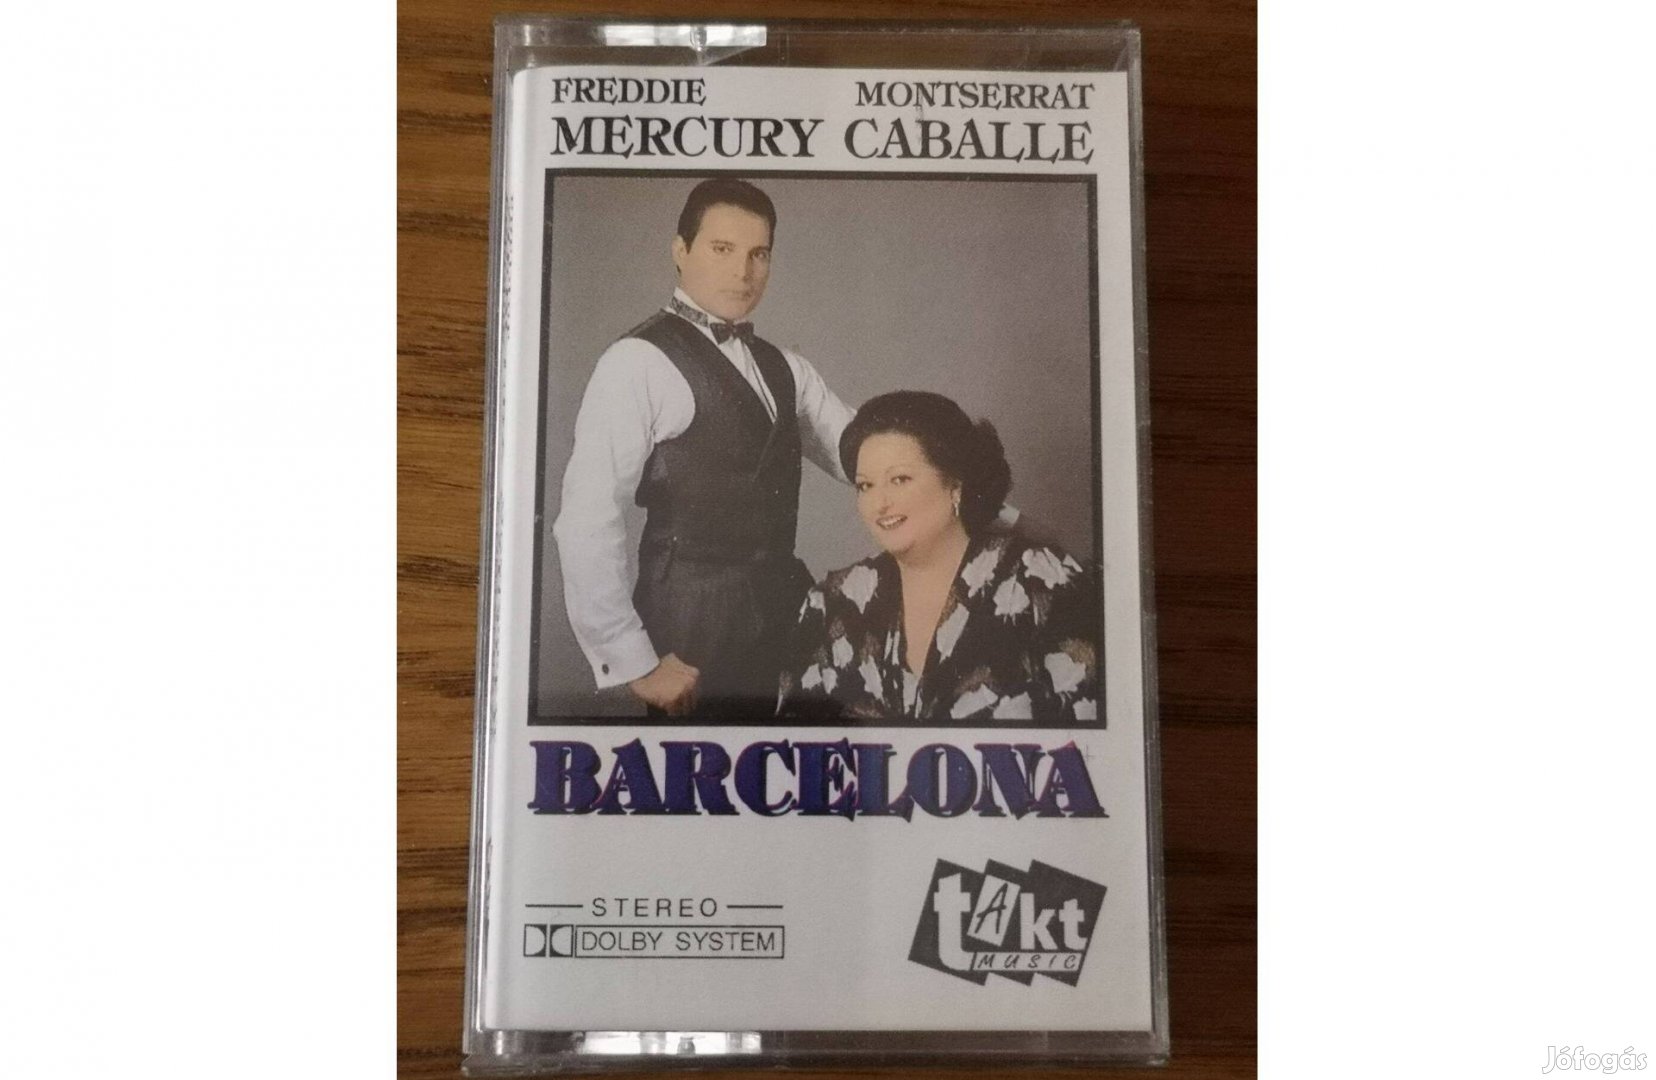 FREDDIE MONTSERRAT
MERCURY CABALLE
BARCELONA
STEREO
DOLBY SYSTEM
tAkt
MUSIC
Jófogás